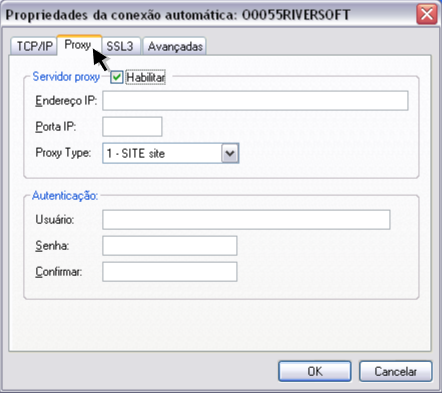 Propriedades da conexão automática: O0055RIVERSOFT
TCP/IP Proxy SSL3 Avançadas
Servidor proxy Habilitar
Endereço IP:
Porta IP:
Proxy Type: 1 - SITE site
Autenticação:
Usuário:
Senha:
Confirmar:
OK Cancelar